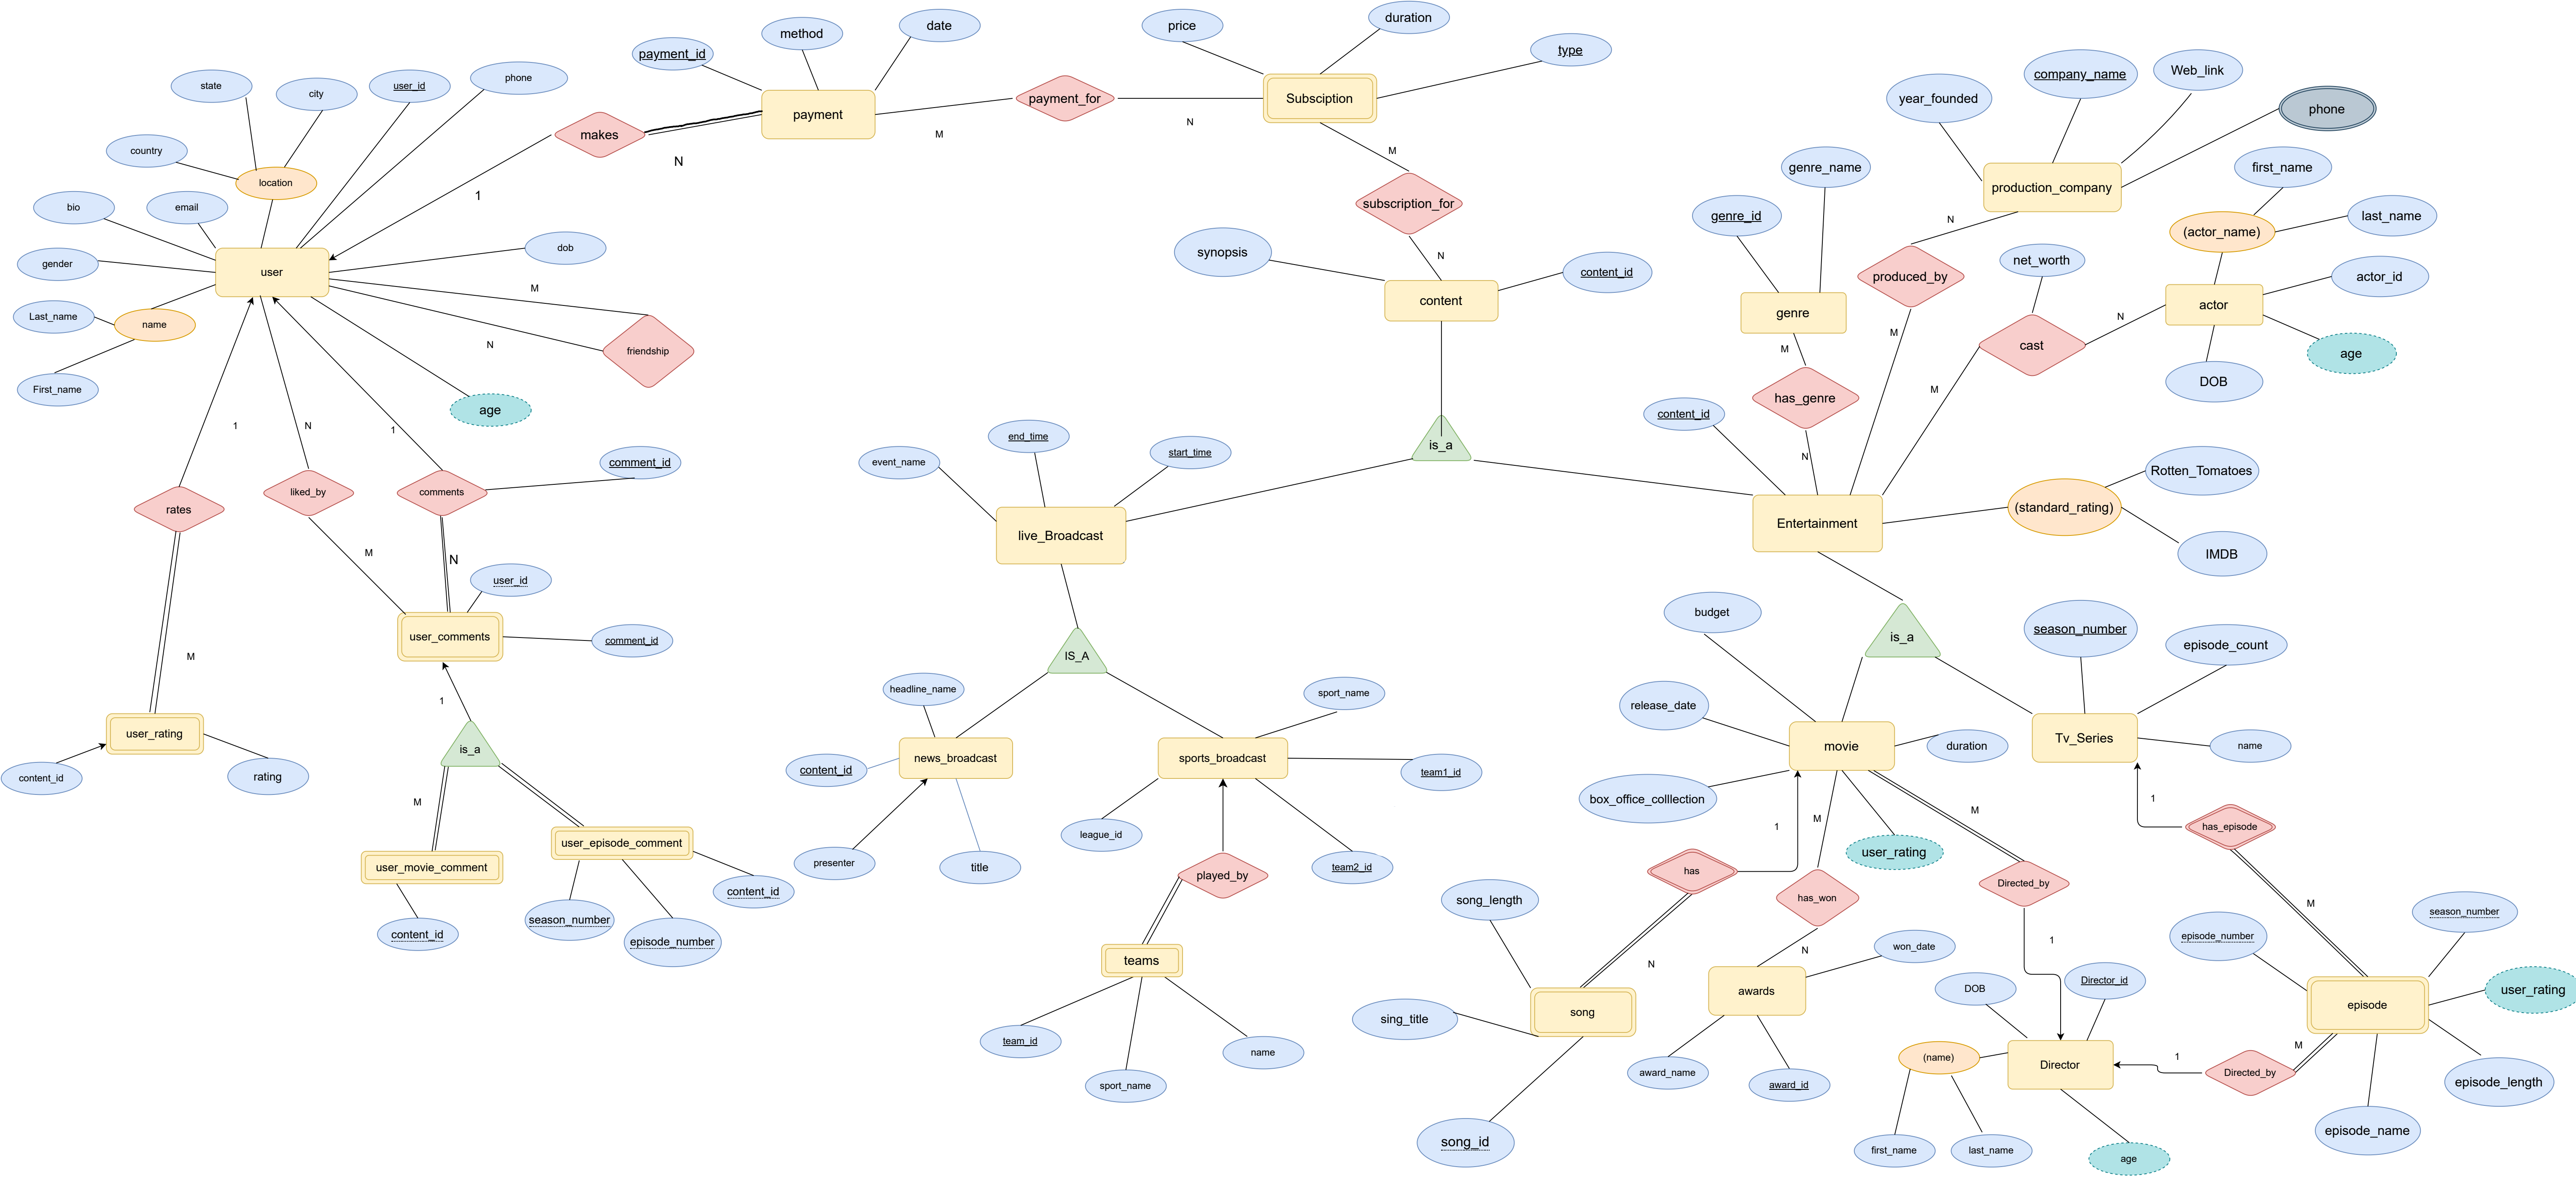 payment_id
method
date
price
duration
type
state
city
user_id
phone
country
location
bio
email
gender
user
dob
Last_name
name
First_name
age
M
N
friendship
makes
1
N
payment
payment_for
M
N
Subsciption
M
subscription_for
N
synopsis
content_id
content
is_a
year_founded
company_name
Web_link
phone
production_company
genre_name
genre_id
genre
M
has_genre
N
N
produced_by
M
net_worth
cast
N
M
first_name
(actor_name)
last_name
actor_id
actor
age
DOB
content_id
Entertainment
(standard_rating)
Rotten_Tomatoes
IMDB
1
N
1
rates
liked_by
comments
comment_id
M
M
N
user_id
user_comments
comment_id
1
is_a
M
user_rating
content_id
rating
user_movie_comment
content_id
user_episode_comment
season_number
episode_number
content_id
event_name
end_time
start_time
live_Broadcast
IS_A
headline_name
content_id
news_broadcast
presenter
title
sport_name
sports_broadcast
team1_id
league_id
team2_id
played_by
teams
team_id
sport_name
name
is_a
budget
release_date
movie
duration
box_office_colllection
user_rating
season_number
episode_count
Tv_Series
name
1
has
N
song_length
sing_title
song
song_id
M
has_won
N
won_date
awards
award_name
award_id
M
Directed_by
1
DOB
Director_id
(name)
Director
first_name
last_name
age
1
has_episode
M
episode_number
season_number
user_rating
episode
episode_length
episode_name
M
Directed_by
1